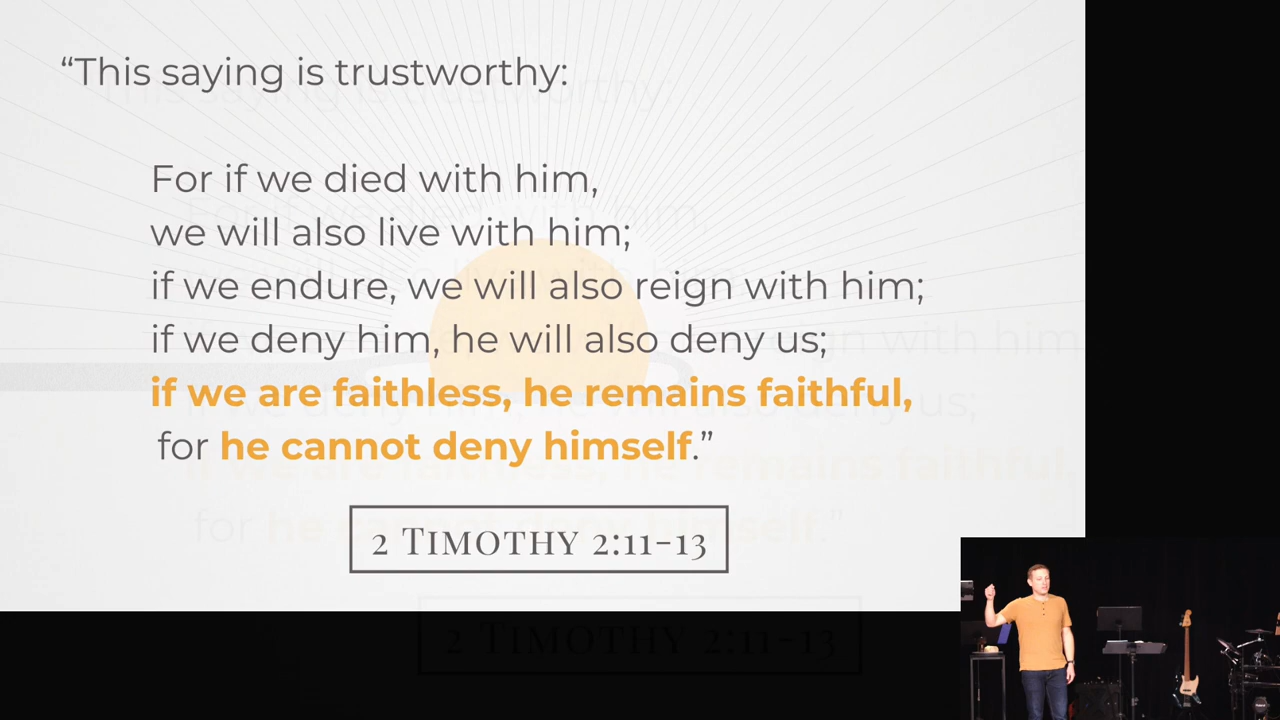 “This saying is trustworthy:
For if we died with him,
we will also live with him;
if we endure, we will also reign with him;
if we deny him, he will also deny us;
if we are faithless, he remains faithful,
for he cannot deny himself.”
2 TIMOTHY 2:11-13